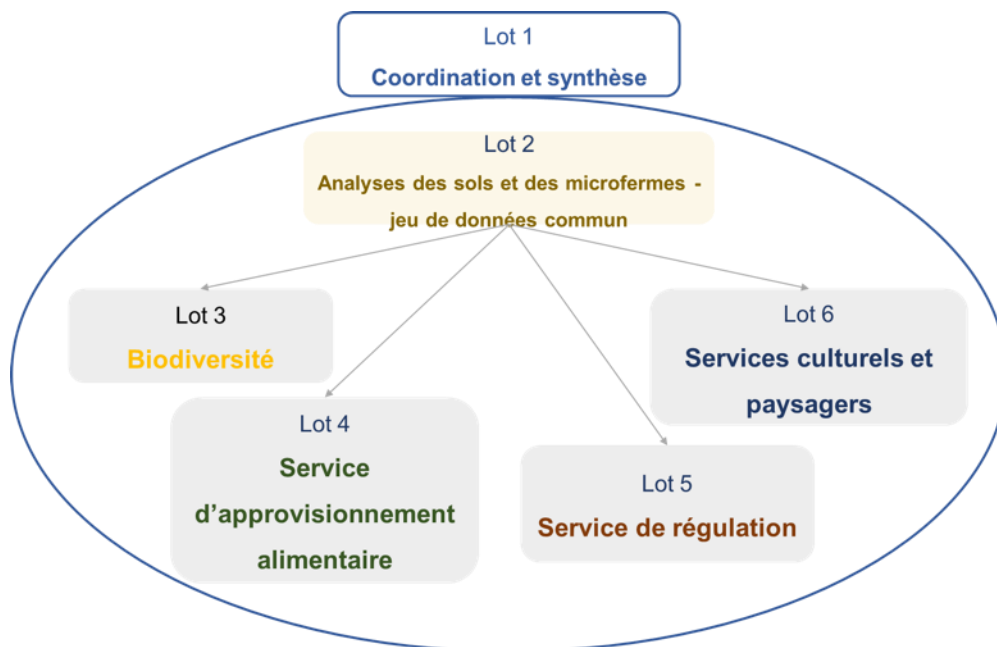 Lot 1
Coordination et synthèse
Lot 2
Analyses des sols et des microfermes -
jeu de données commun
Lot 3
Biodiversité
Lot 6
Services culturels et
paysagers
Lot 4
Service
d’approvisionnement
alimentaire
Lot 5
Service de régulation